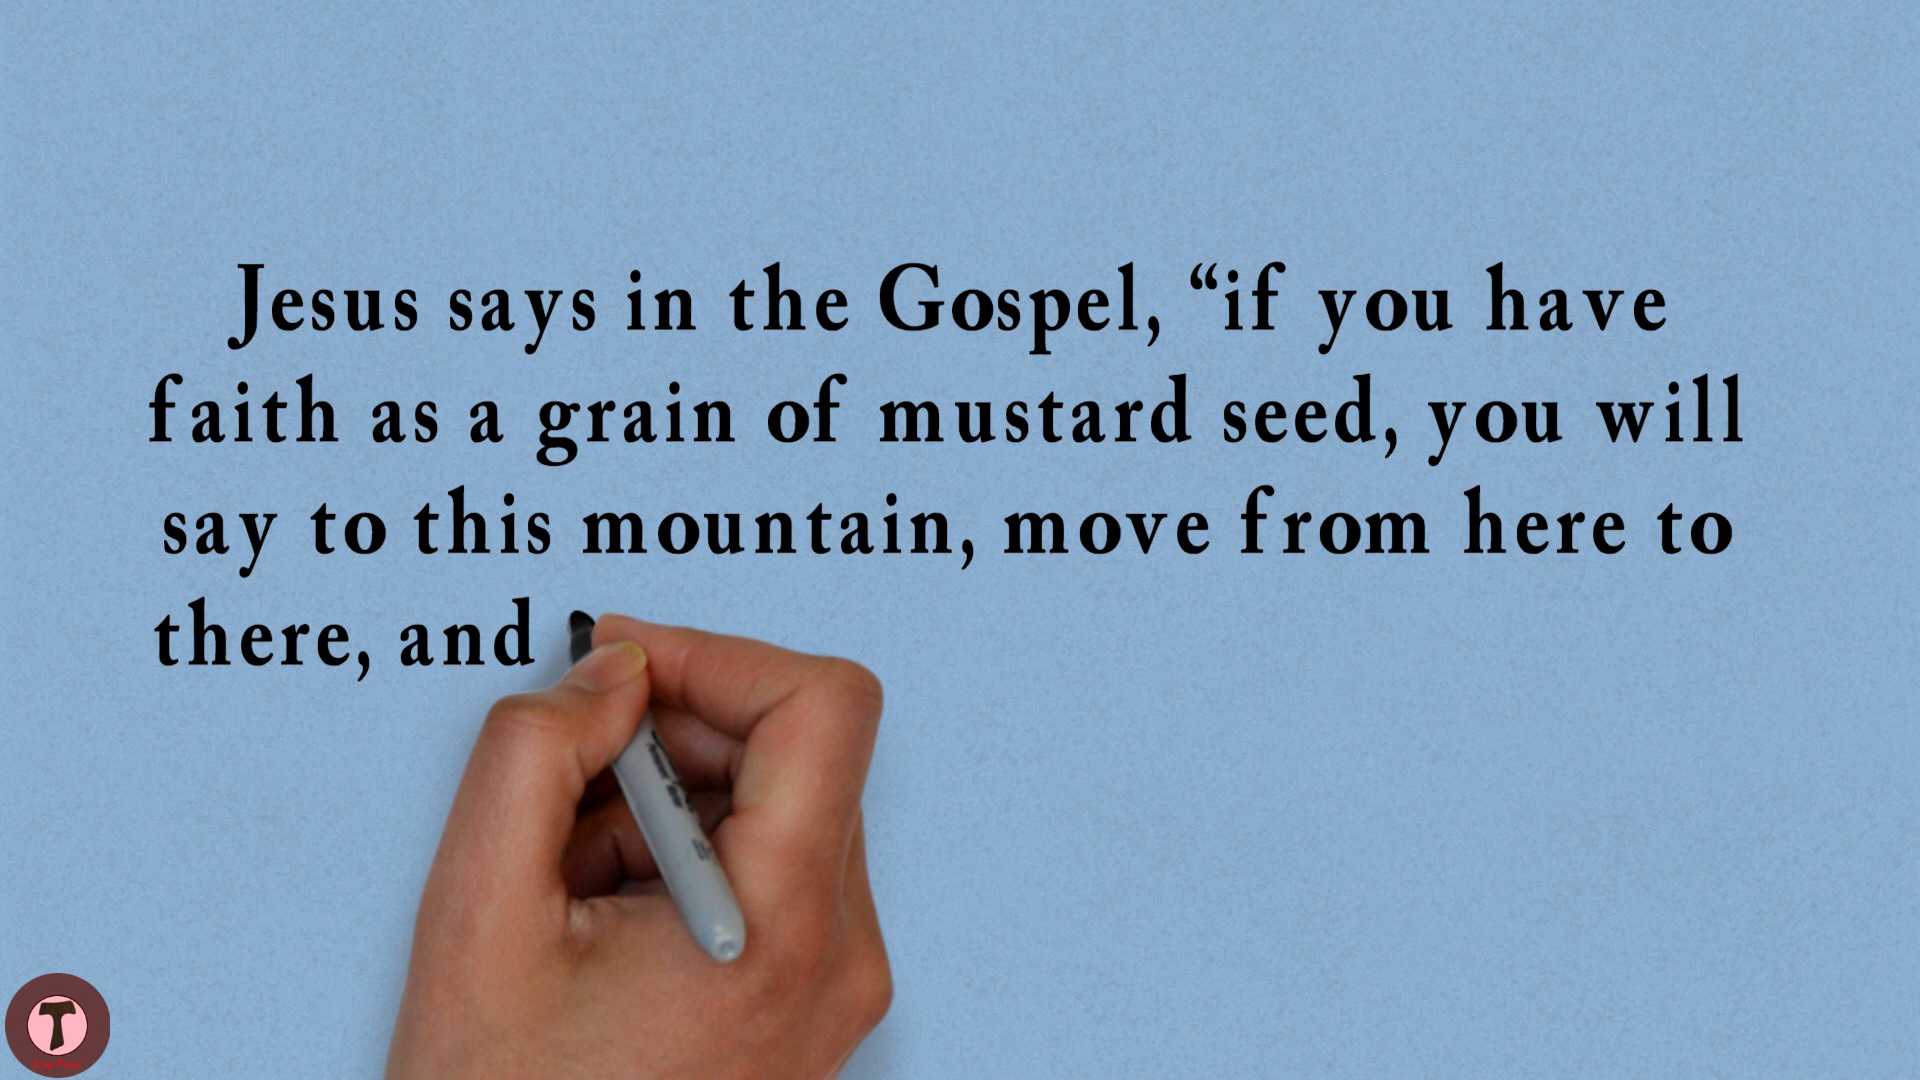 Jesus says in the Gospel, “if you have
faith as a grain of mustard seed, you will
say to this mountain, move from here to
there, and